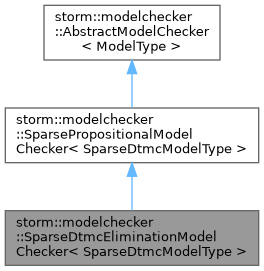 storm::modelchecker
::AbstractModelChecker
< ModelType >
storm::modelchecker
::SparsePropositionalModel
Checker< SparseDtmcModelType >
storm::modelchecker
::SparseDtmcEliminationModel
Checker< SparseDtmcModelType >